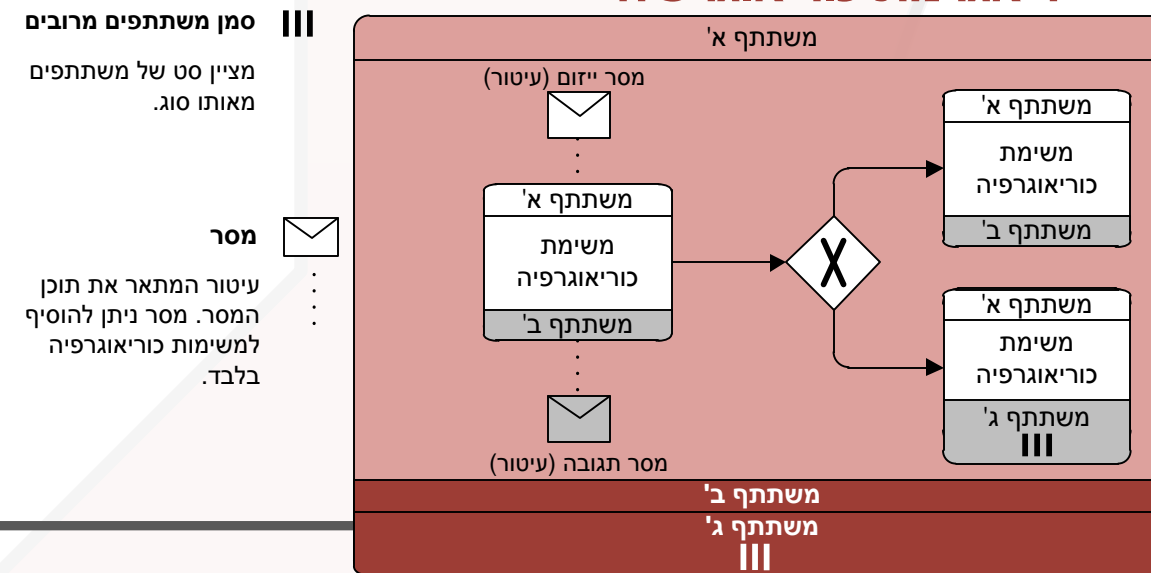 סמן משתתפים מרובים
מציין סט של משתתפים
מאותו סוג.
מסר
עיטור המתאר את תוכן
המסר. מסר ניתן להוסיף
למשימות כוריאוגרפיה
בלבד.
משתתף א'
מסר ייזום (עיטור)
משתתף א'
משימת
כוריאוגרפיה
משתתף ב'
מסר תגובה (עיטור)
X
משתתף א'
משימת
כוריאוגרפיה
משתתף ב'
משתתף א'
משימת
כוריאוגרפיה
משתתף ג'
משתתף ב'
משתתף ג'